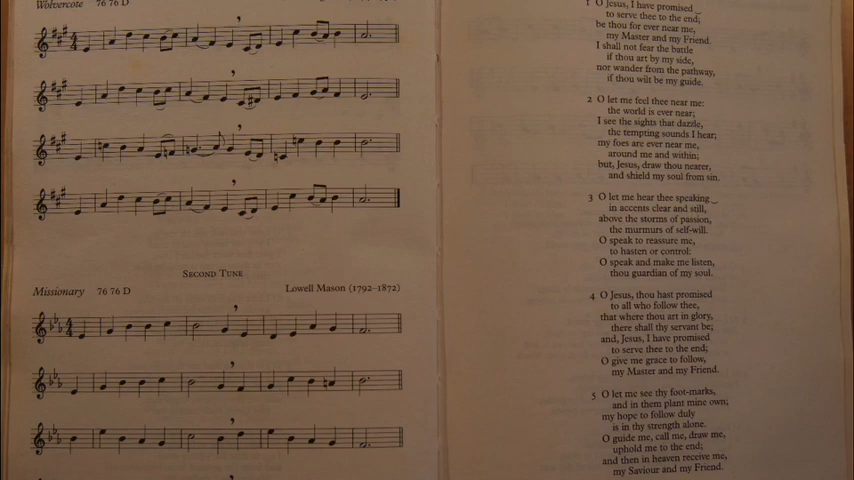 Wolvercote 76 76 D
SECOND TUNE
Missionary 76 76 D
Lowell Mason (1792–1872)
1 O Jesus, I have promised
to serve thee to the end;
be thou for ever near me,
my Master and my Friend.
I shall not fear the battle
if thou art by my side,
nor wander from the pathway,
if thou wilt be my guide.
2 O let me feel thee near me:
the world is ever near;
I see the sights that dazzle,
the tempting sounds I hear;
my foes are ever near me,
around me and within;
but, Jesus, draw thou nearer,
and shield my soul from sin.
3 O let me hear thee speaking
in accents clear and still,
above the storms of passion,
the murmurs of self-will.
O speak to reassure me,
to hasten or control:
O speak and make me listen,
thou guardian of my soul.
4 O Jesus, thou hast promised
to all who follow thee,
that where thou art in glory,
there shall thy servant be;
and, Jesus, I have promised
to serve thee to the end;
O give me grace to follow,
my Master and my Friend.
5 O let me see thy foot-marks,
and in them plant mine own;
my hope to follow duly
is in thy strength alone.
O guide me, call me, draw me,
uphold me to the end;
and then in heaven receive me,
my Saviour and my Friend.